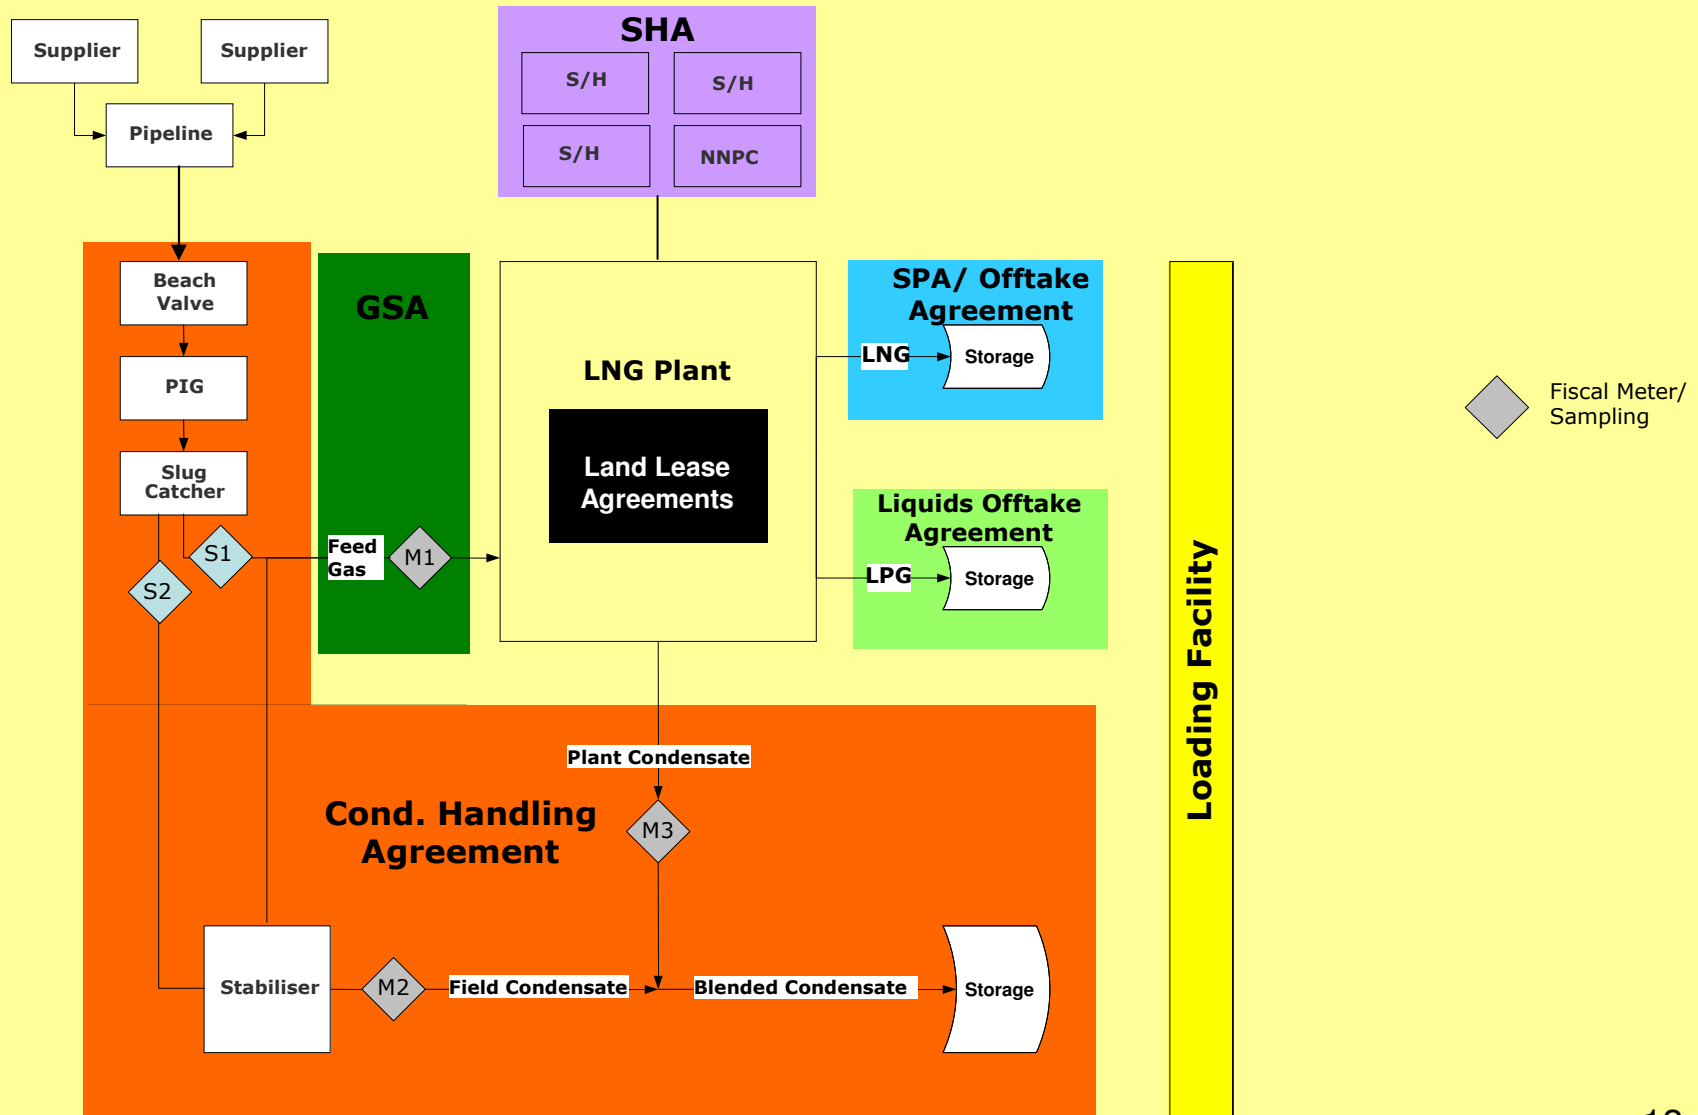 Supplier
Supplier
Pipeline
SHA
S/H
S/H
S/H
NNPC
Beach
Valve
PIG
Slug
Catcher
S1
S2
GSA
Feed
Gas
M1
LNG Plant
Land Lease
Agreements
SPA/ Offtake
Agreement
LNG
Storage
Liquids Offtake
Agreement
LPG
Storage
Loading Facility
Fiscal Meter/
Sampling
Plant Condensate
Cond. Handling
Agreement
M3
Stabiliser
M2
Field Condensate
Blended Condensate
Storage